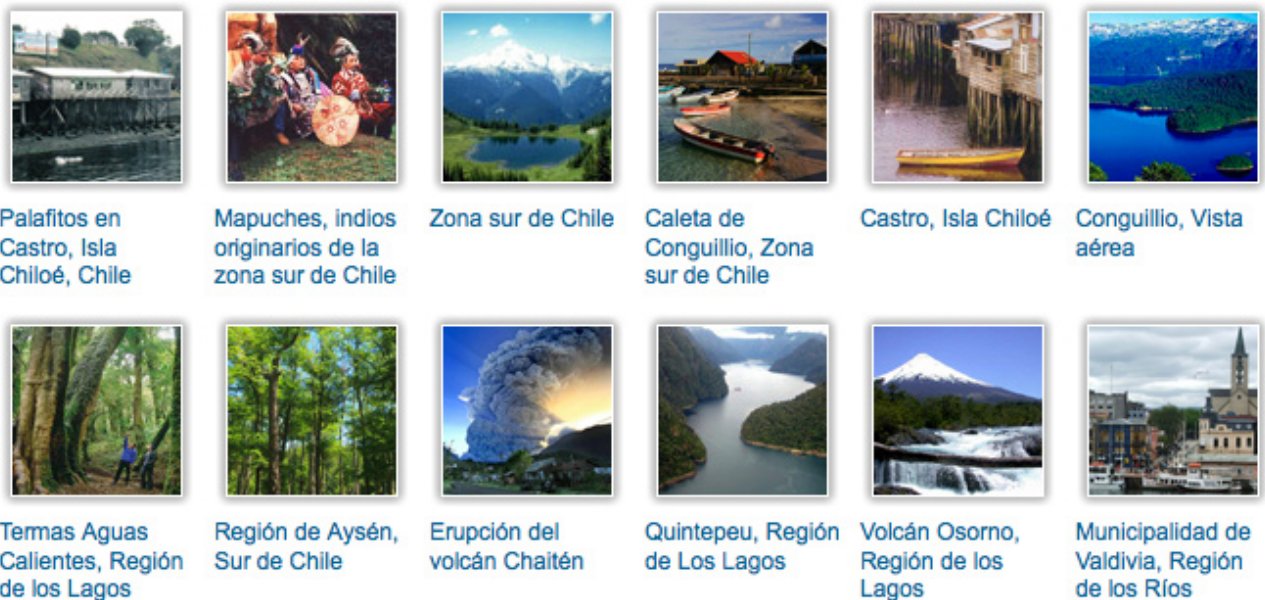 Palafitos en
Castro, Isla
Chiloé, Chile
Mapuches, indios
originarios de la
zona sur de Chile
Zona sur de Chile
Caleta de
Conguillio, Zona
sur de Chile
Castro, Isla Chiloé
Conguillio, Vista
aérea
Termas Aguas
Calientes, Región
de los Lagos
Región de Aysén,
Sur de Chile
Erupción del
volcán Chaitén
Quintepeu, Región
de Los Lagos
Volcán Osorno,
Región de los
Lagos
Municipalidad de
Valdivia, Región
de los Ríos